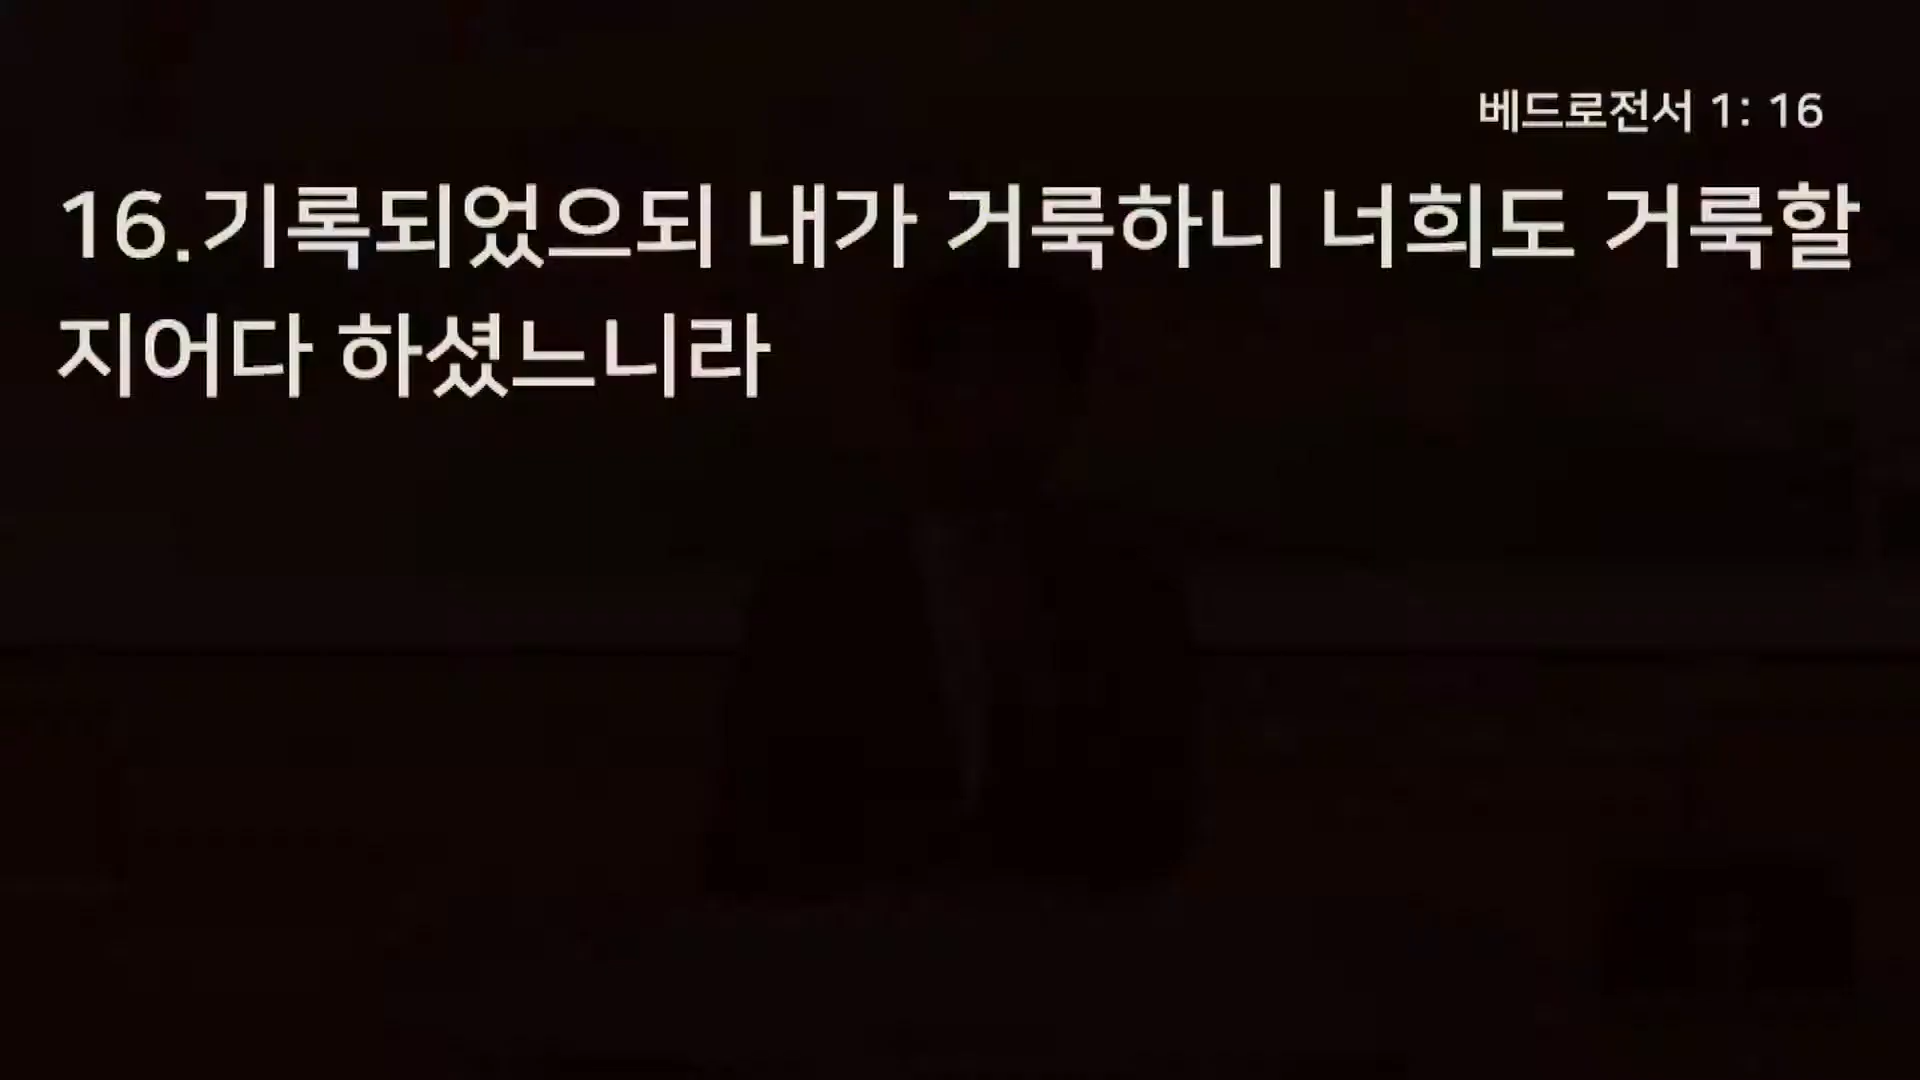 베드로전서 1: 16
16.기록되었으되 내가 거룩하니 너희도 거룩할
지어다 하셨느니라